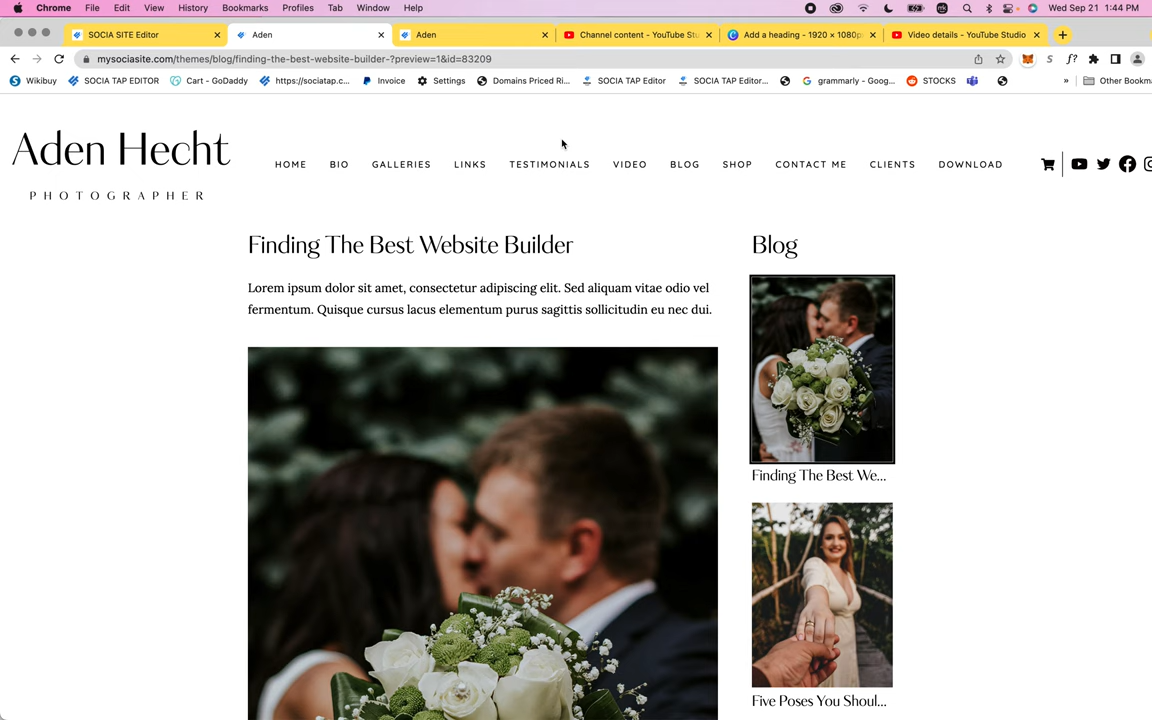 Chrome File Edit View History Bookmarks Profiles Tab Window Help Wed Sep 21 1:44 PM
SOCIA SITE Editor Aden Aden Channel content - YouTube Stu Add a heading - 1920 × 1080p Video details - YouTube Studio
mysociasite.com/themes/blog/finding-the-best-website-builder-?preview=1&id=83209
Wikibuy SOCIA TAP EDITOR Cart - GoDaddy https://sociatap.c... Invoice Settings Domains Priced Ri... SOCIA TAP Editor SOCIA TAP Editor... grammarly - Goog... STOCKS » Other Bookm
Aden Hecht
PHOTOGRAPHER
HOME BIO GALLERIES LINKS TESTIMONIALS VIDEO BLOG SHOP CONTACT ME CLIENTS DOWNLOAD
Finding The Best Website Builder
Lorem ipsum dolor sit amet, consectetur adipiscing elit. Sed aliquam vitae odio vel
fermentum. Quisque cursus lacus elementum purus sagittis sollicitudin eu nec dui.
Blog
Finding The Best We...
Five Poses You Shoul...